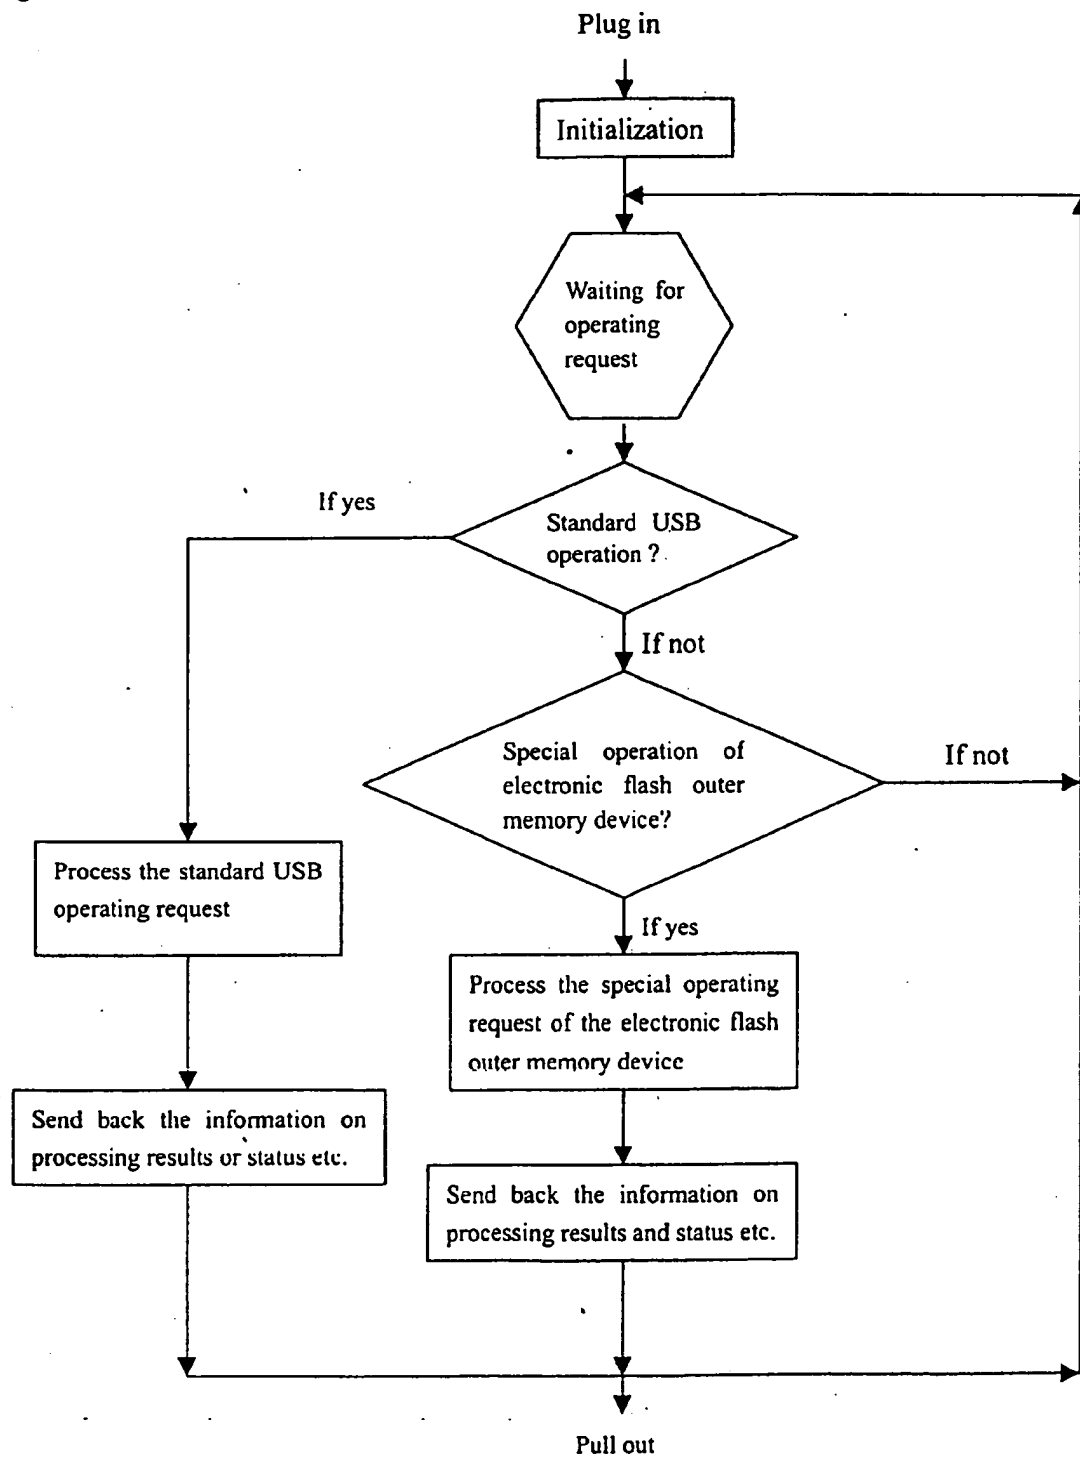 Plug in
Initialization
Waiting for
operating
request
If yes
Standard USB
operation ?
If not
Special operation of
electronic flash outer
memory device?
If not
Process the standard USB
operating request
If yes
Process the special operating
request of the electronic flash
outer memory device
Send back the information on
processing results or status etc.
Send back the information on
processing results and status etc.
Pull out